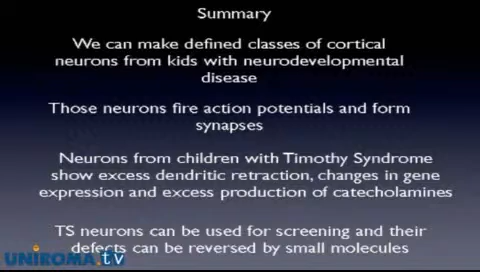 Summary
We can make defined classes of cortical
neurons from kids with neurodevelopmental
disease
Those neurons fire action potentials and form
synapses
Neurons from children with Timothy Syndrome
show excess dendritic retraction, changes in gene
expression and excess production of catecholamines
TS neurons can be used for screening and their
defects can be reversed by small molecules
UNIROMA.tv